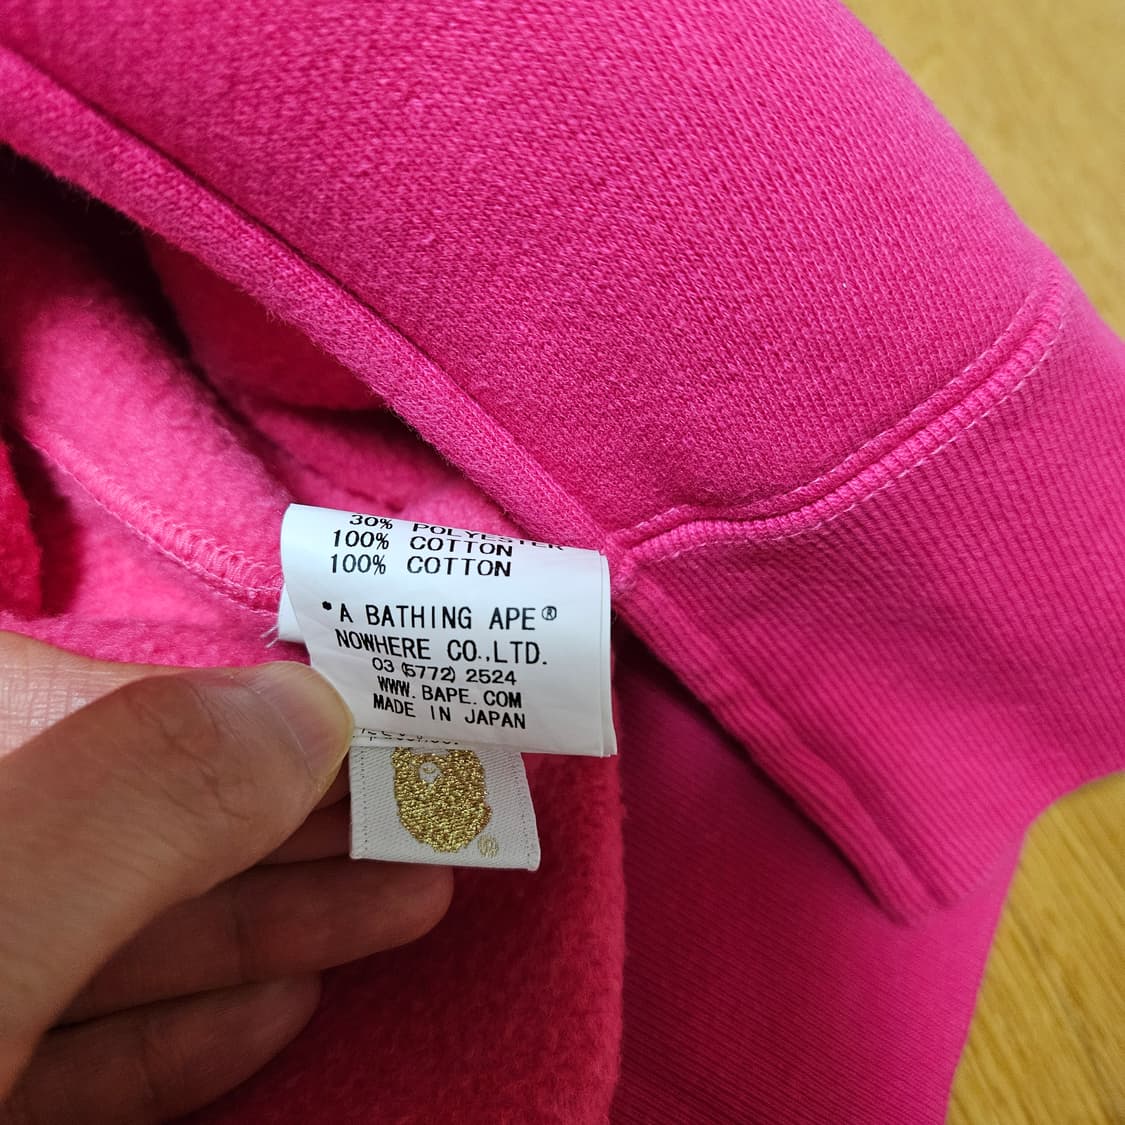 30% POLYESTER
100% COTTON
100% COTTON
*A BATHING APE®
NOWHERE CO.,LTD.
03 (5772) 2524
WWW.BAPE.COM
MADE IN JAPAN
®